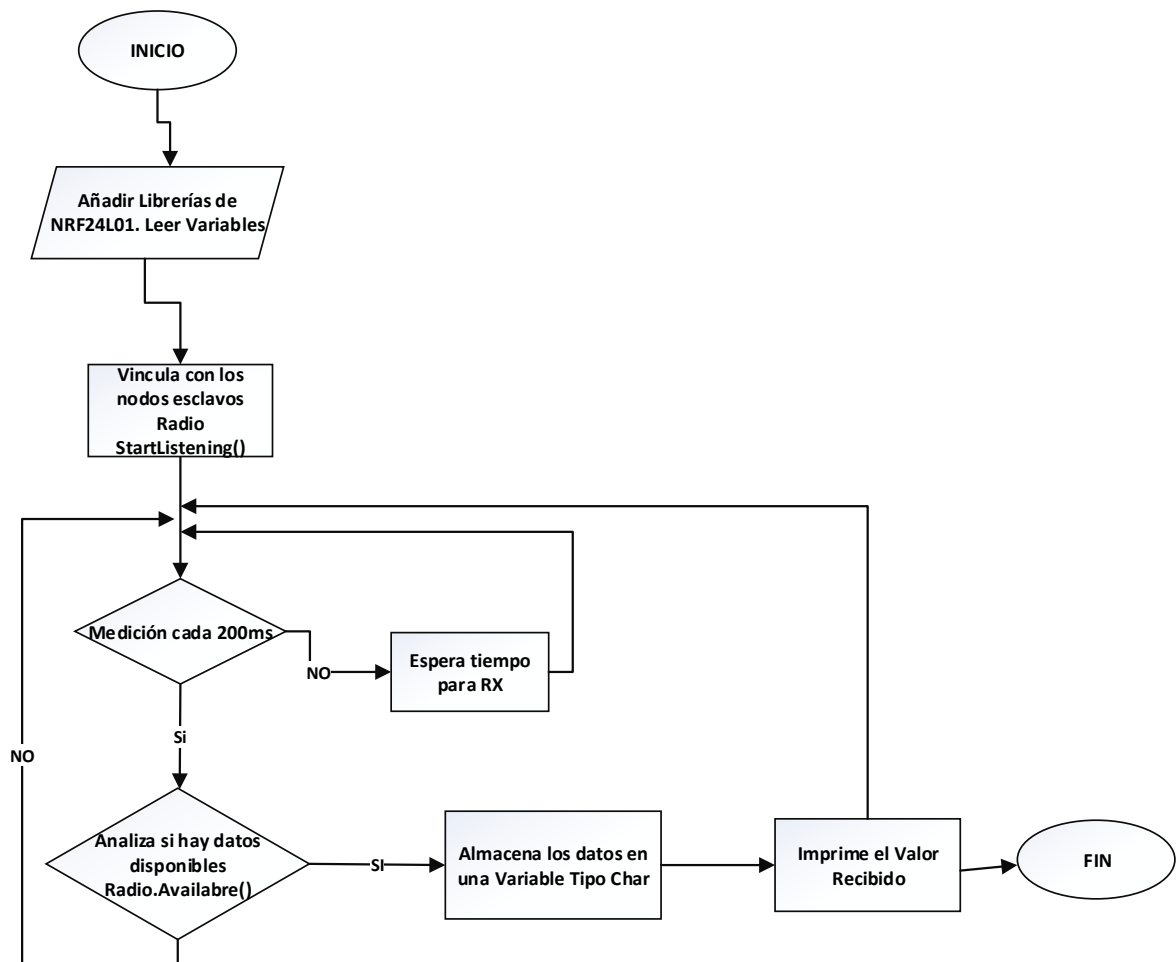 INICIO
Añadir Librerías de
NRF24L01. Leer Variables
Vincula con los
nodos esclavos
Radio
StartListening()
Medición cada 200ms
NO
Espera tiempo
para RX
Si
NO
Analiza si hay datos
disponibles
Radio.Availabre()
SI
Almacena los datos en
una Variable Tipo Char
Imprime el Valor
Recibido
FIN